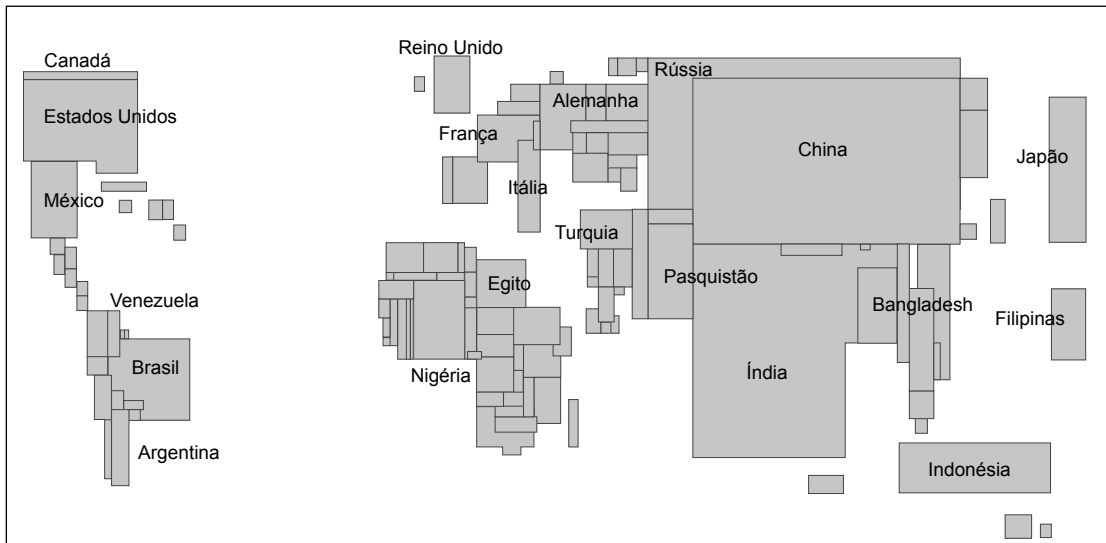 Reino Unido
Canadá
Rússia
Estados Unidos
Alemanha
França
China
Japão
Itália
México
Turquia
Pasquistão
Egito
Venezuela
Bangladesh
Filipinas
Brasil
Nigéria
Índia
Argentina
Indonésia